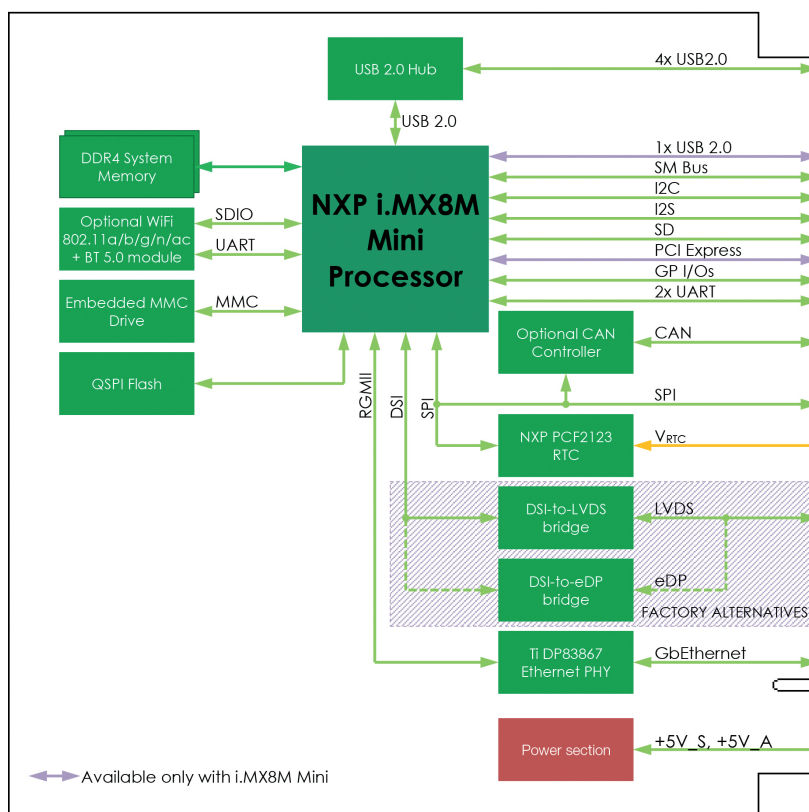 USB 2.0 Hub
4x USB2.0
USB 2.0
DDR4 System
Memory
Optional WiFi
802.11a/b/g/n/ac
+ BT 5.0 module
SDIO
UART
Embedded MMC
Drive
MMC
QSPI Flash
NXP i.MX8M
Mini
Processor
1x USB 2.0
SM Bus
I2C
I2S
SD
PCI Express
GP I/Os
2x UART
Optional CAN
Controller
CAN
RGMII
DSI
SPI
SPI
NXP PCF2123
RTC
VRTC
DSI-to-LVDS
bridge
LVDS
DSI-to-eDP
bridge
eDP
FACTORY ALTERNATIVES
Ti DP83867
Ethernet PHY
GbEthernet
Power section
+5V_S, +5V_A
Available only with i.MX8M Mini